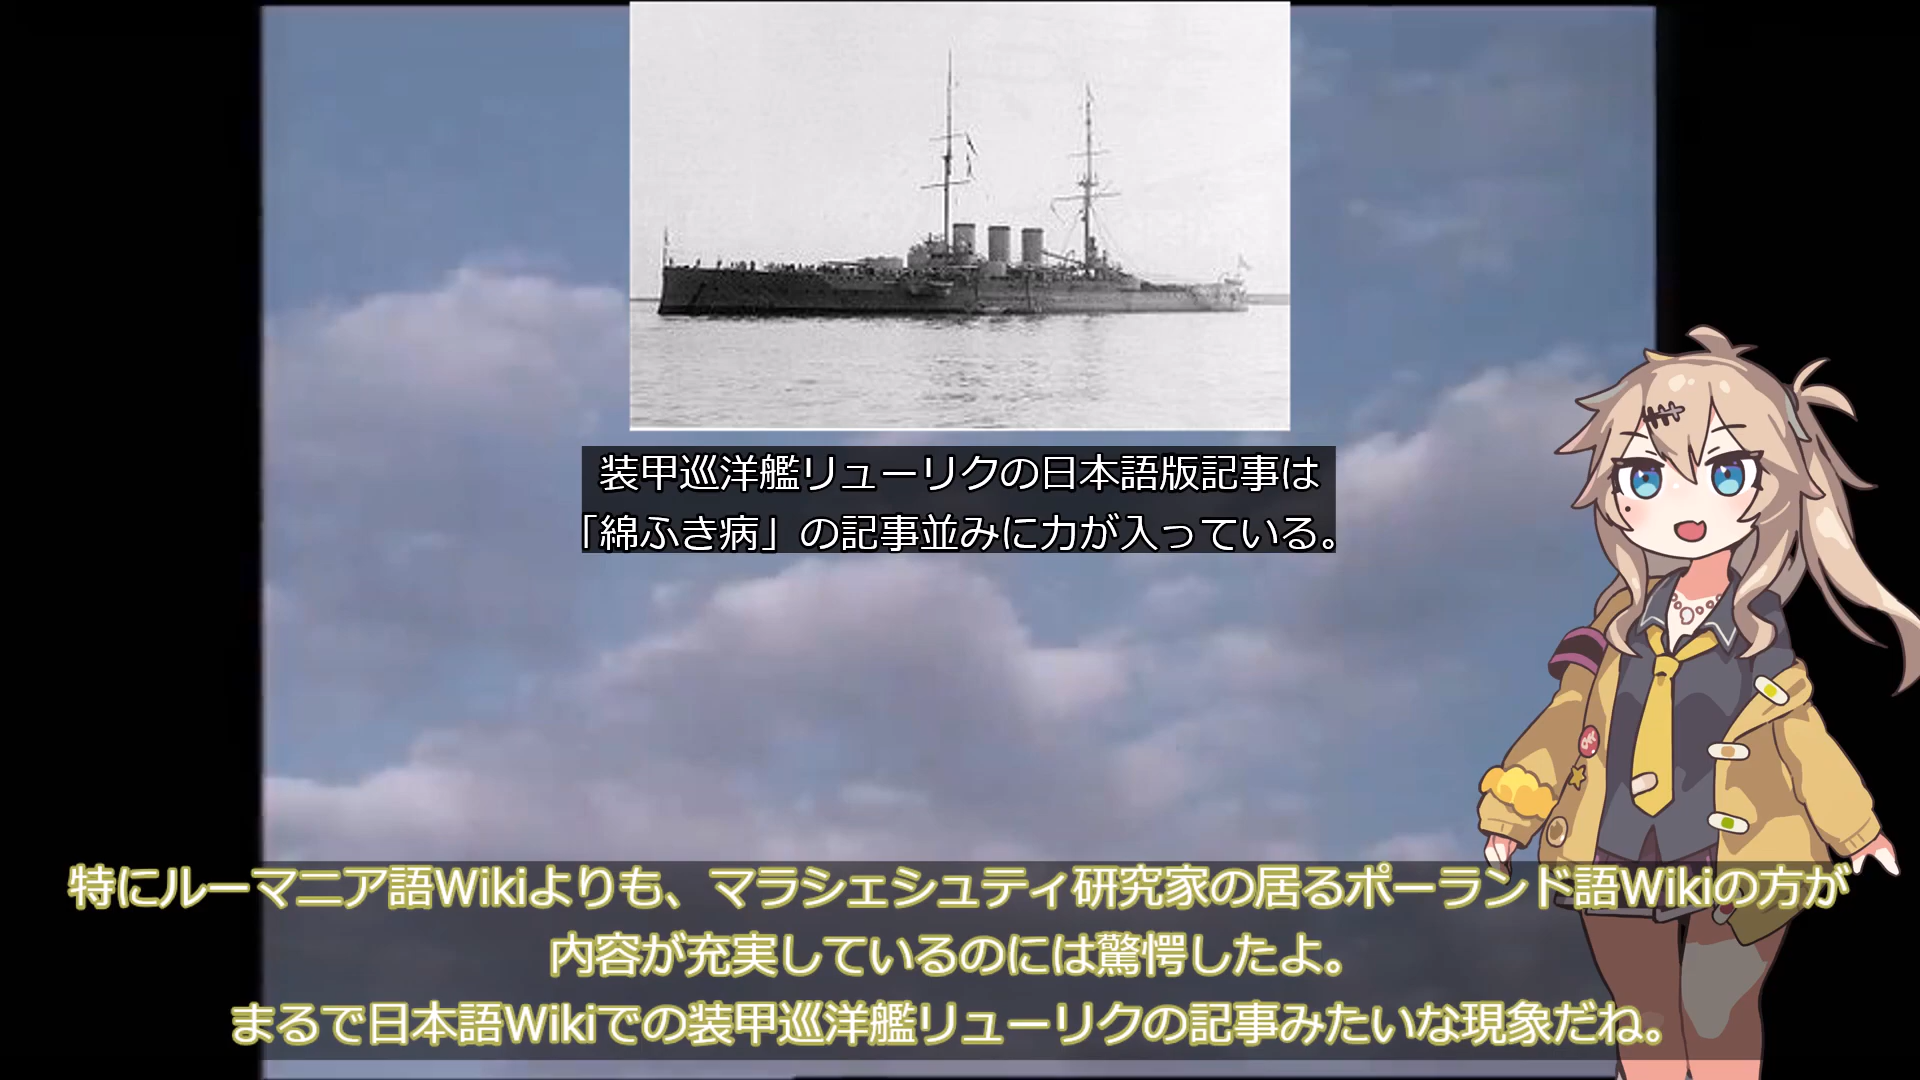 装甲巡洋艦リューリクの日本語版記事は
「綿ふき病」の記事並みに力が入っている。
特にルーマニア語Wikiよりも、マラシェシュティ研究家の居るポーランド語Wikiの方が
内容が充実しているのには驚愕したよ。
まるで日本語Wikiでの装甲巡洋艦リューリクの記事みたいな現象だね。